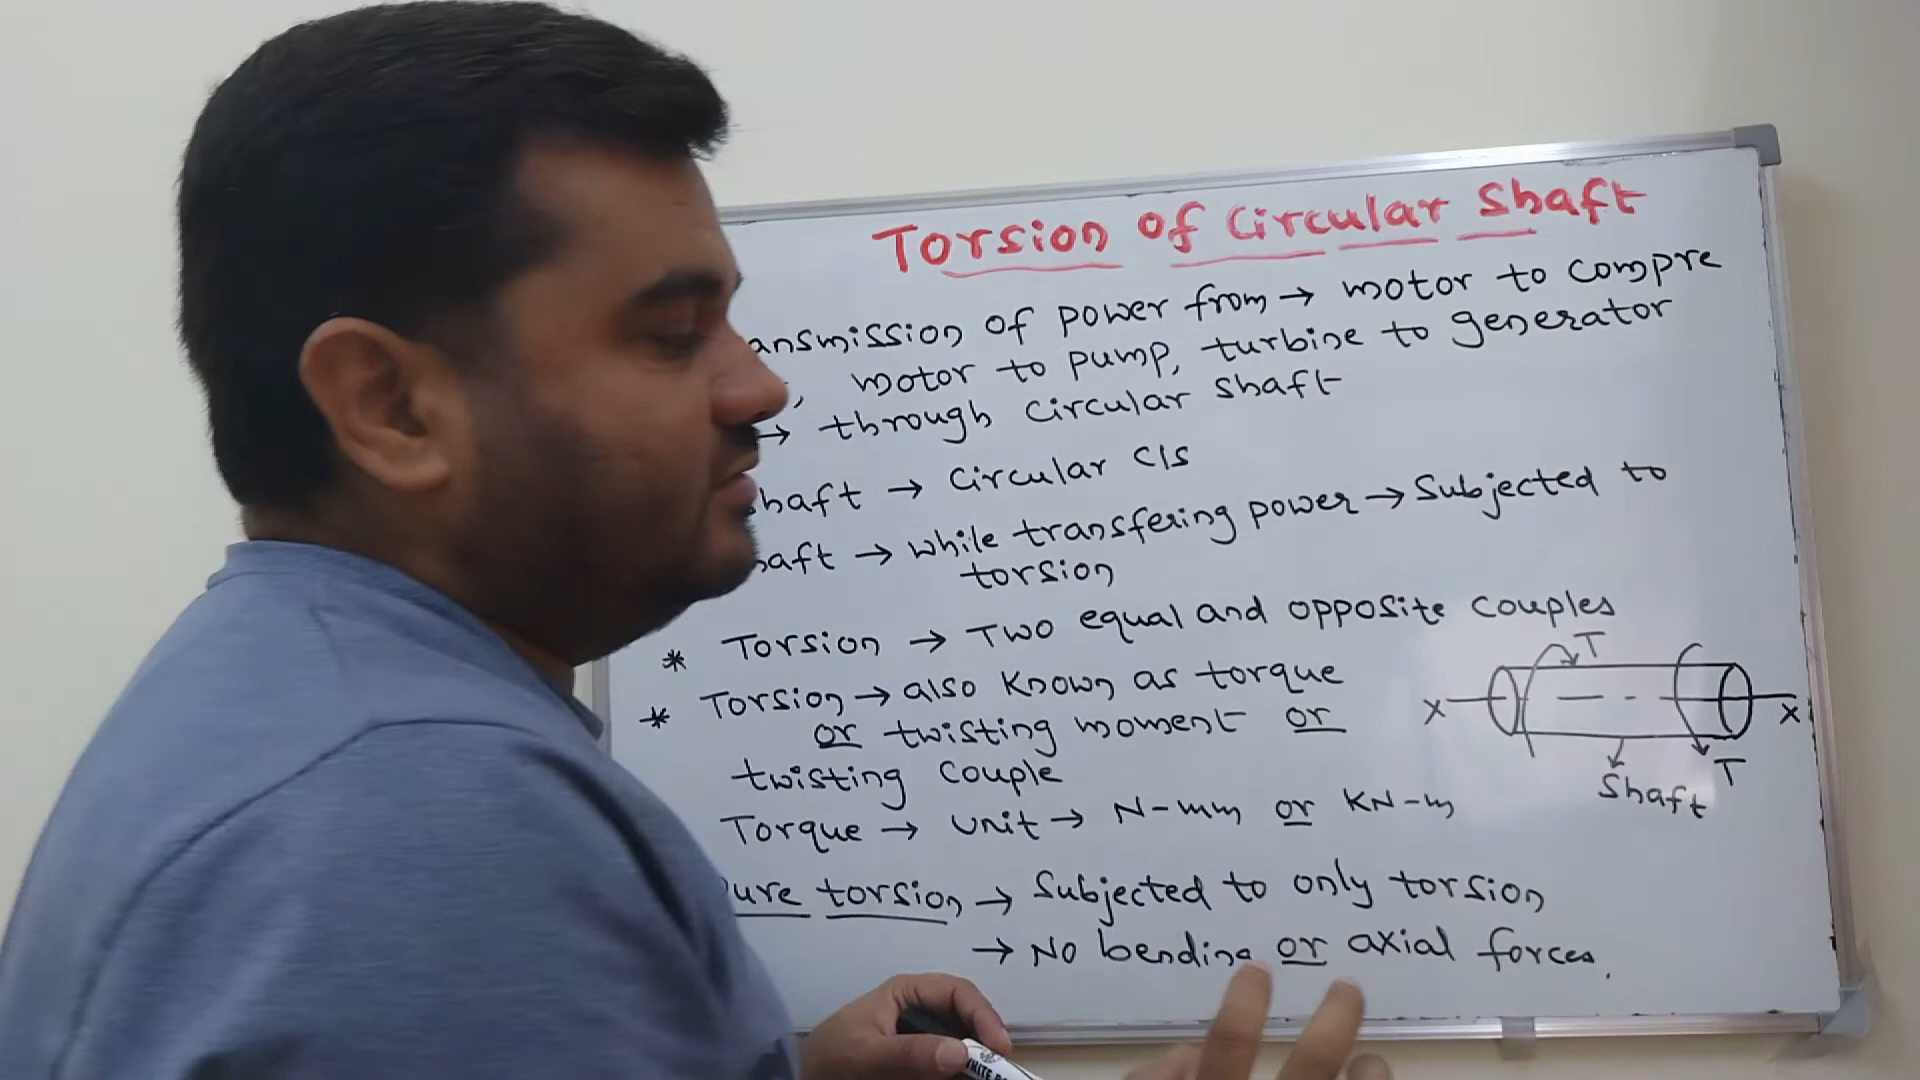 Torsion of Circular Shaft
ansmission of power from → motor to compre
, motor to pump, turbine to generator
→ through circular shaft
haft → Circular C/s
haft → while transfering power → Subjected to
torsion
* Torsion → Two equal and opposite couples
* Torsion → also known as torque
or twisting moment or
twisting couple
Torque → unit → N-mm or KN-m
ure torsion → Subjected to only torsion
→ No bending or axial forces.
T
X
X
T
Shaft